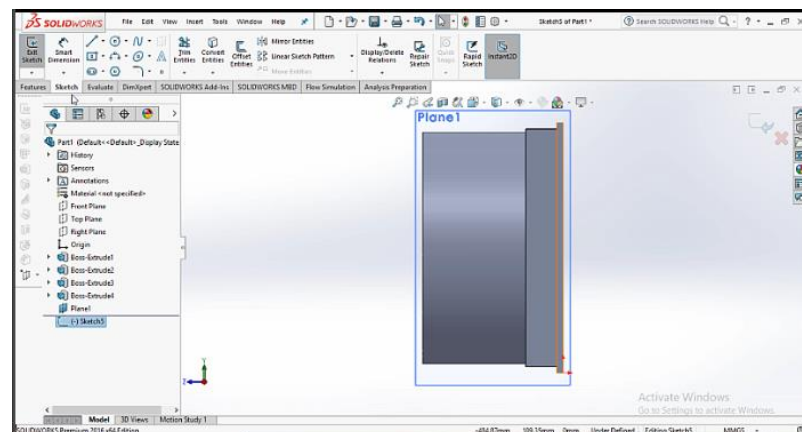 SOLIDWORKS File Edit View Insert Tools Window Help Sketch5 of Part1 * Search SOLIDWORKS Help
Exit Sketch Smart Dimension Trim Entities Convert Entities Offset Entities Mirror Entities Linear Sketch Pattern Move Entities Display/Delete Relations Repair Sketch Quick Snaps Rapid Sketch Instant2D
Features Sketch Evaluate DimXpert SOLIDWORKS Add-Ins SOLIDWORKS MBD Flow Simulation Analysis Preparation
Plane1
Part1 (Default<<Default>_Display State
History
Sensors
Annotations
Material <not specified>
Front Plane
Top Plane
Right Plane
Origin
Boss-Extrude1
Boss-Extrude2
Boss-Extrude3
Boss-Extrude4
Plane1
(-) Sketch5
Y
Z
Activate Windows
Go to Settings to activate Windows.
Model 3D Views Motion Study 1
SOLIDWORKS Premium 2016 x64 Edition 109.35mm 0mm Under Defined Editing Sketch5 MMGS